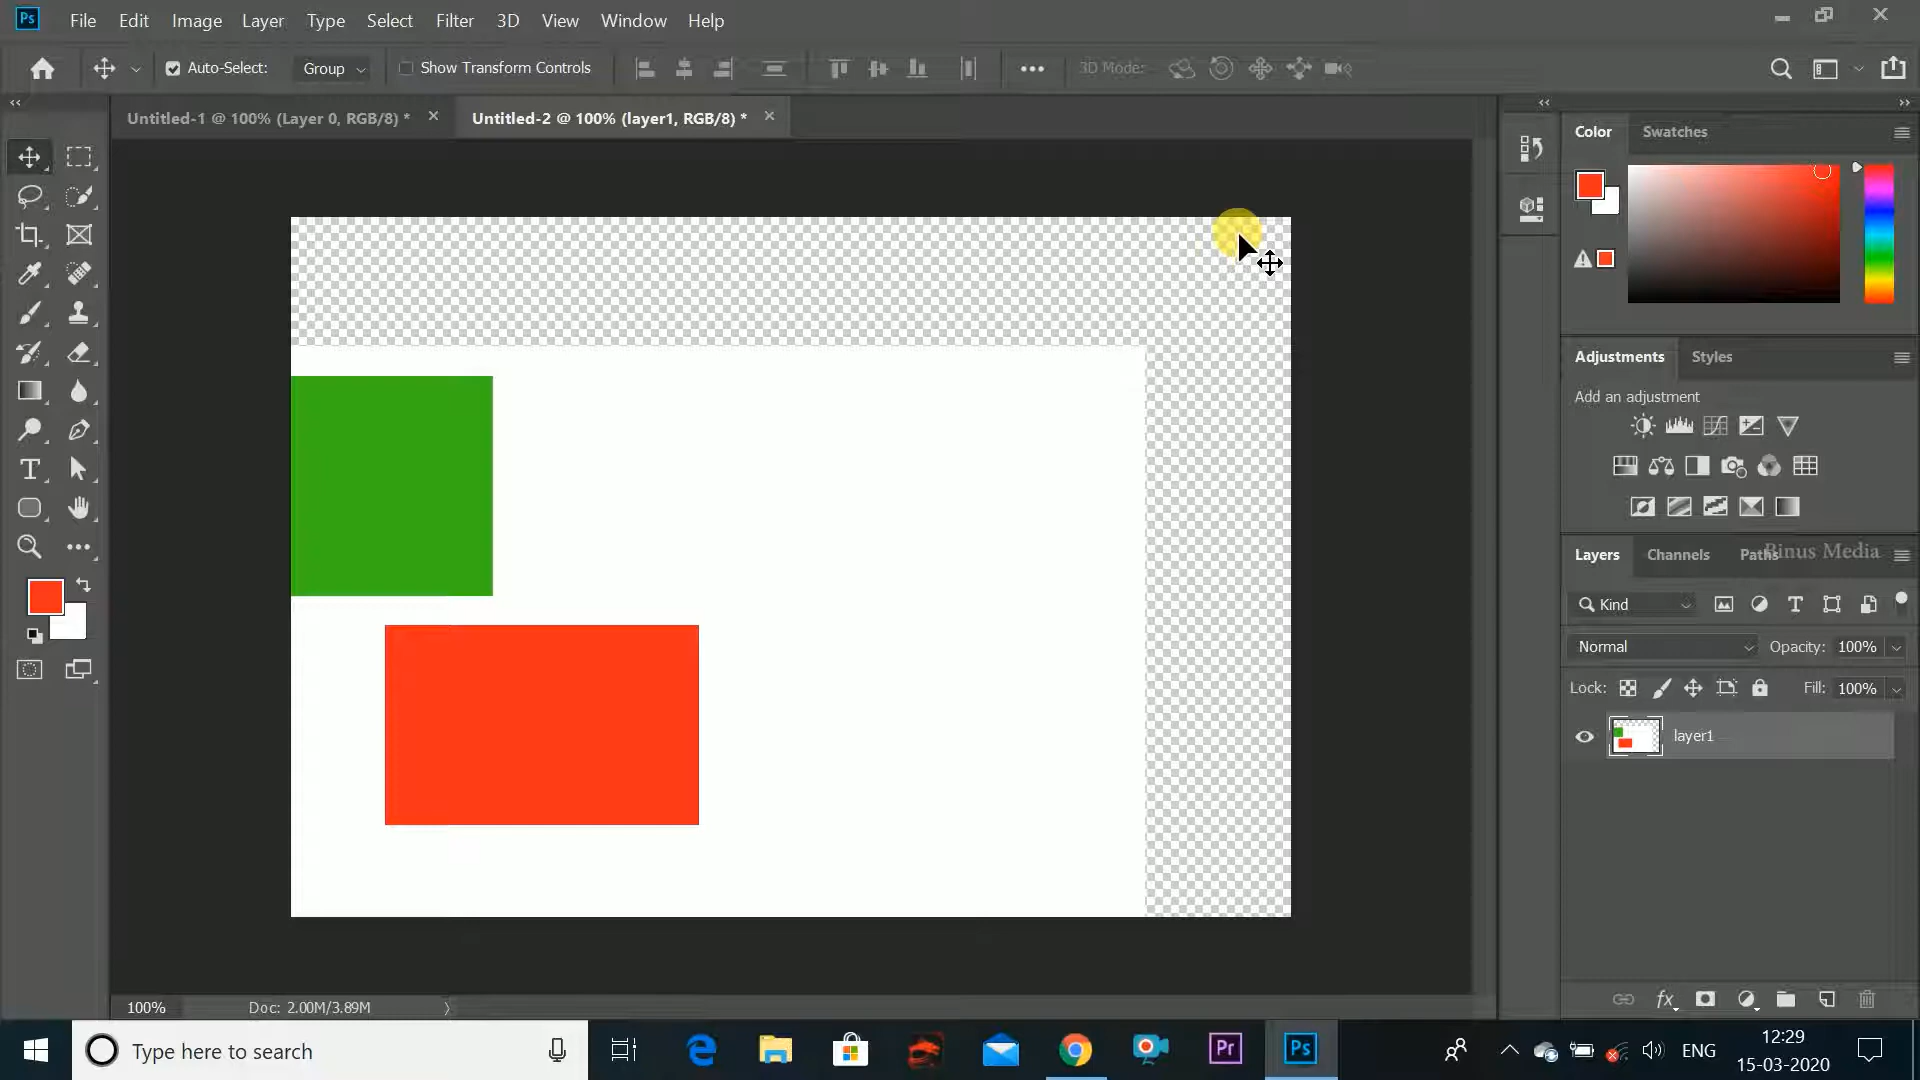 Ps File Edit Image Layer Type Select Filter 3D View Window Help
Auto-Select: Group Show Transform Controls 3D Mode:
Untitled-1 @ 100% (Layer 0, RGB/8) *
Untitled-2 @ 100% (layer1, RGB/8) *
Color Swatches
Adjustments Styles
Add an adjustment
Layers Channels Paths
Binus Media
Kind
Normal Opacity: 100%
Lock: Fill: 100%
layer1
fx
100% Doc: 2.00M/3.89M
Type here to search
Pr Ps
ENG
12:29
15-03-2020